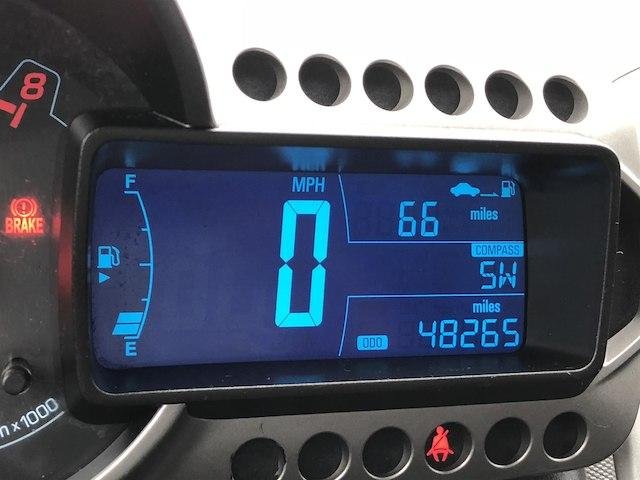 8
BRAKE
F
MPH
66 miles
COMPASS
SW
0
miles
ODO 48265
E
x1000